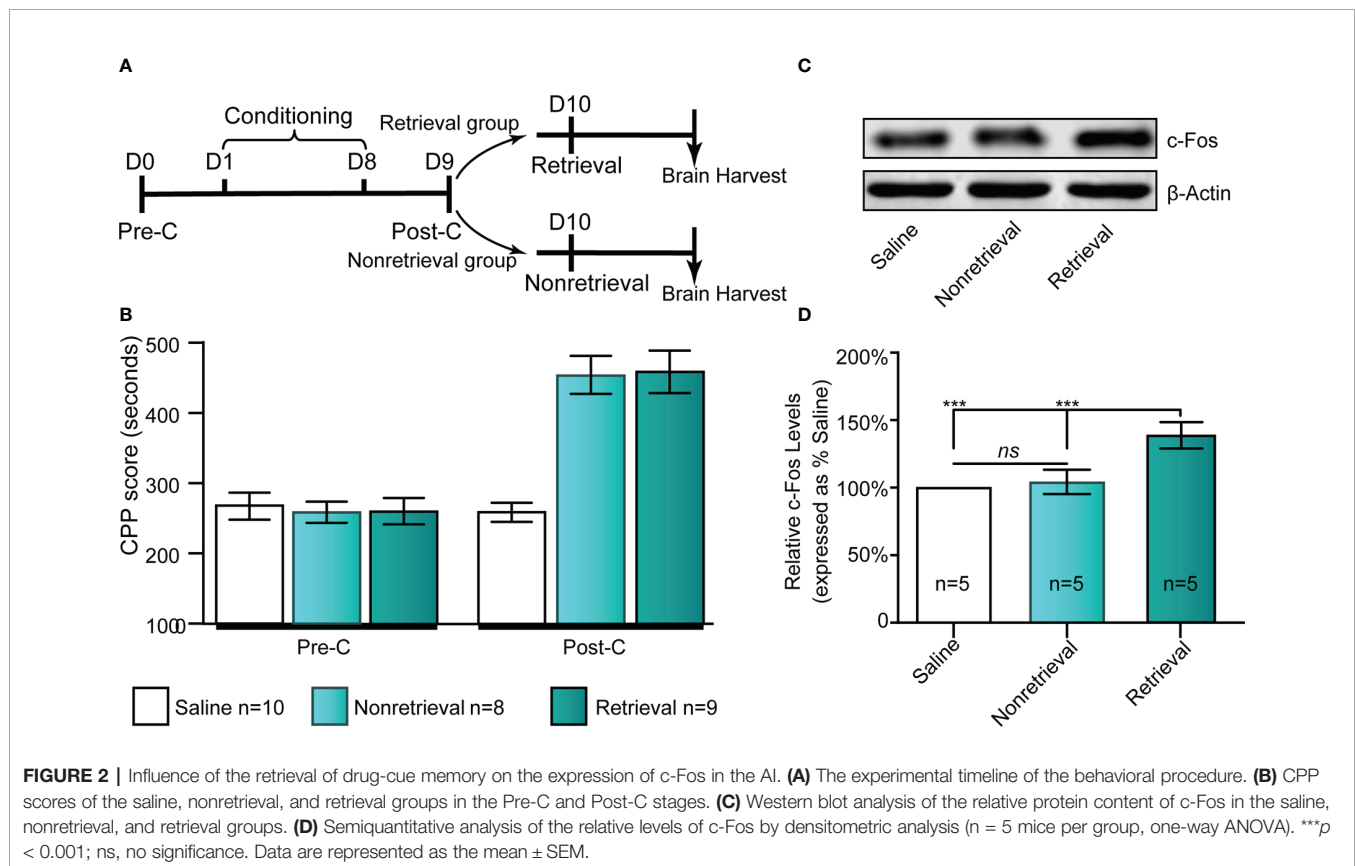 A
Conditioning
D0
D1
D8
D9
Pre-C
Post-C
Retrieval group
Nonretrieval group
D10
Retrieval
Brain Harvest
D10
Nonretrieval
Brain Harvest
B
CPP score (seconds)
500
400
300
200
100
0
Pre-C
Post-C
Saline n=10
Nonretrieval n=8
Retrieval n=9
C
c-Fos
β-Actin
Saline
Nonretrieval
Retrieval
D
Relative c-Fos Levels
(expressed as % Saline)
200%
150%
100%
50%
0
***
***
ns
n=5
n=5
n=5
Saline
Nonretrieval
Retrieval
FIGURE 2 | Influence of the retrieval of drug-cue memory on the expression of c-Fos in the AI. (A) The experimental timeline of the behavioral procedure. (B) CPP
scores of the saline, nonretrieval, and retrieval groups in the Pre-C and Post-C stages. (C) Western blot analysis of the relative protein content of c-Fos in the saline,
nonretrieval, and retrieval groups. (D) Semiquantitative analysis of the relative levels of c-Fos by densitometric analysis (n = 5 mice per group, one-way ANOVA). ***p
< 0.001; ns, no significance. Data are represented as the mean ± SEM.